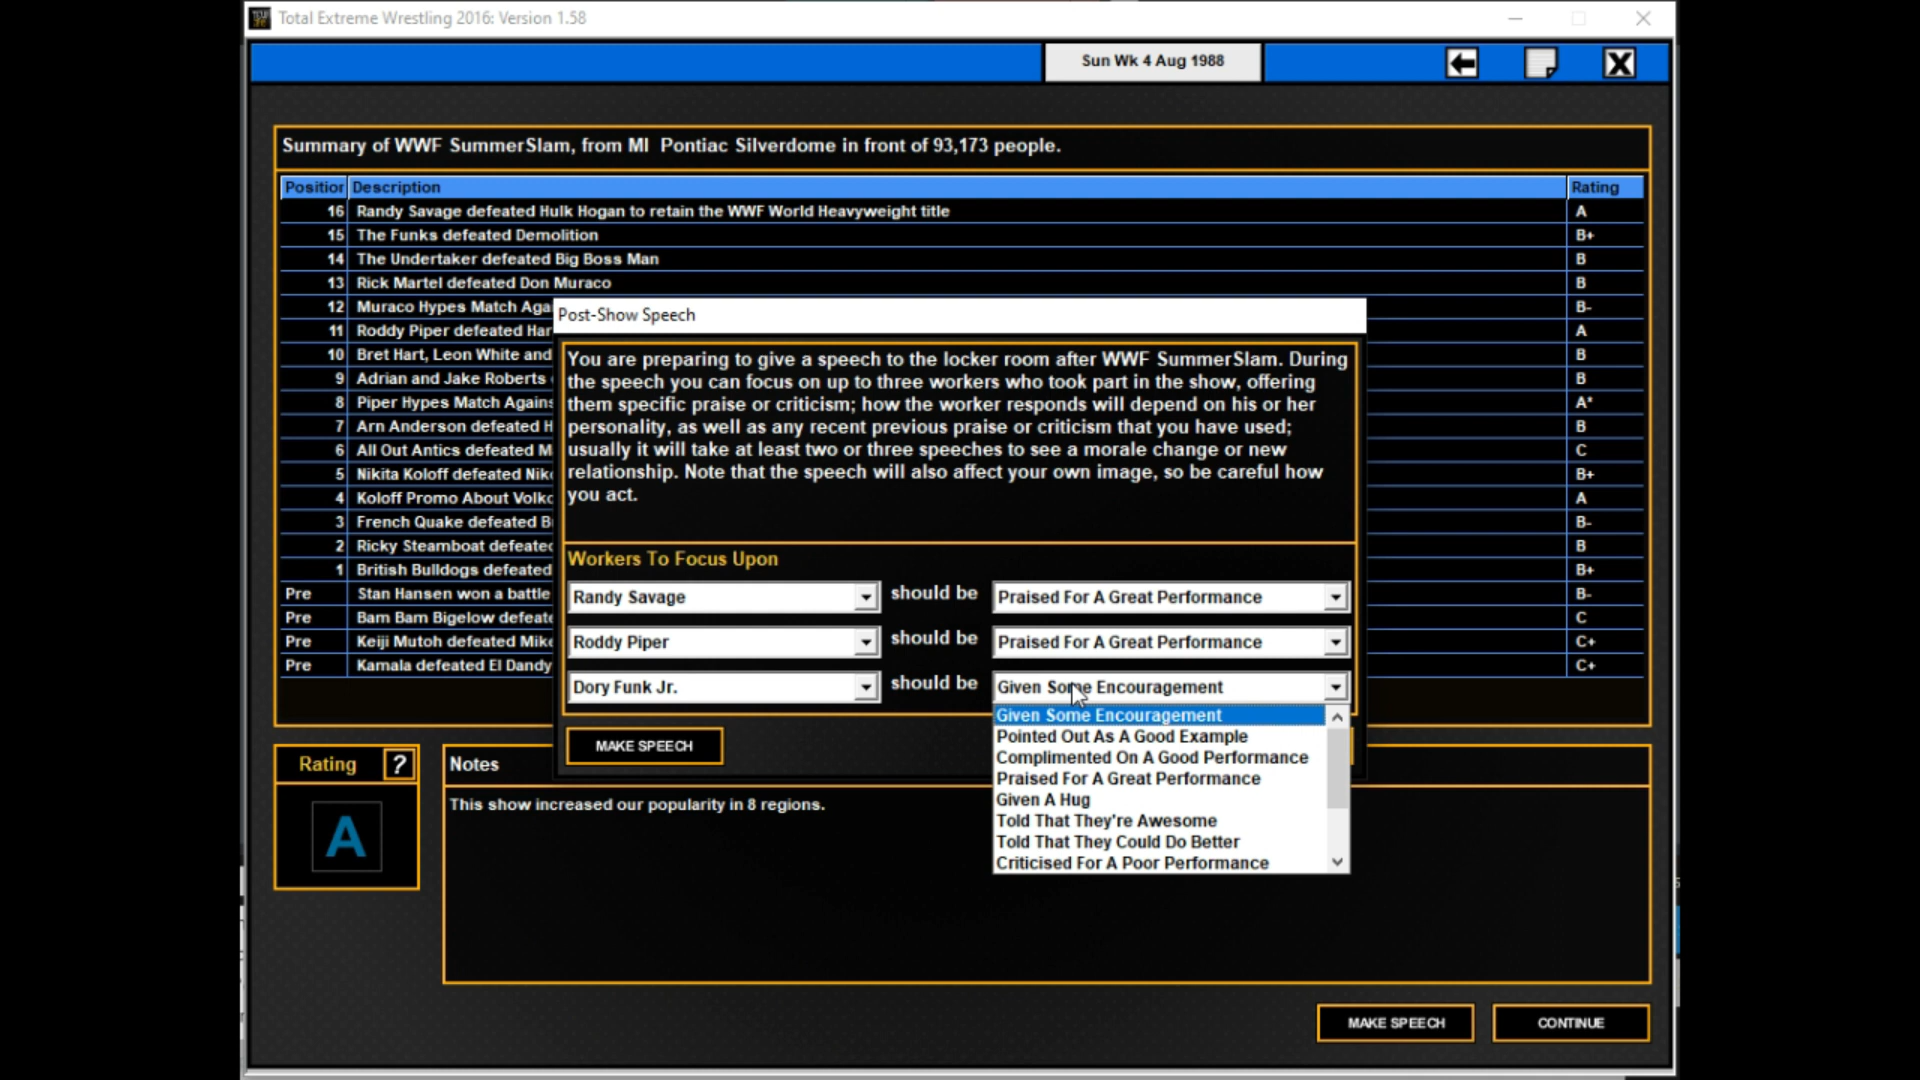 Total Extreme Wrestling 2016: Version 1.58
Sun Wk 4 Aug 1988
Summary of WWF SummerSlam, from MI Pontiac Silverdome in front of 93,173 people.
Position Description Rating
16 Randy Savage defeated Hulk Hogan to retain the WWF World Heavyweight title A
15 The Funks defeated Demolition B+
14 The Undertaker defeated Big Boss Man B
13 Rick Martel defeated Don Muraco B
12 Muraco Hypes Match Aga B-
11 Roddy Piper defeated Har A
10 Bret Hart, Leon White and B
9 Adrian and Jake Roberts B
8 Piper Hypes Match Agains A*
7 Arn Anderson defeated H B
6 All Out Antics defeated M C
5 Nikita Koloff defeated Nik B+
4 Koloff Promo About Volk A
3 French Quake defeated B B-
2 Ricky Steamboat defeated B
1 British Bulldogs defeated B+
Pre Stan Hansen won a battle B-
Pre Bam Bam Bigelow defeate C
Pre Keiji Mutoh defeated Mike C+
Pre Kamala defeated El Dandy C+
Post-Show Speech
You are preparing to give a speech to the locker room after WWF SummerSlam. During
the speech you can focus on up to three workers who took part in the show, offering
them specific praise or criticism; how the worker responds will depend on his or her
personality, as well as any recent previous praise or criticism that you have used;
usually it will take at least two or three speeches to see a morale change or new
relationship. Note that the speech will also affect your own image, so be careful how
you act.
Workers To Focus Upon
Randy Savage should be Praised For A Great Performance
Roddy Piper should be Praised For A Great Performance
Dory Funk Jr. should be Given Some Encouragement
Given Some Encouragement
Pointed Out As A Good Example
Complimented On A Good Performance
Praised For A Great Performance
Given A Hug
Told That They're Awesome
Told That They Could Do Better
Criticised For A Poor Performance
MAKE SPEECH
Rating ?
A
Notes
This show increased our popularity in 8 regions.
MAKE SPEECH CONTINUE